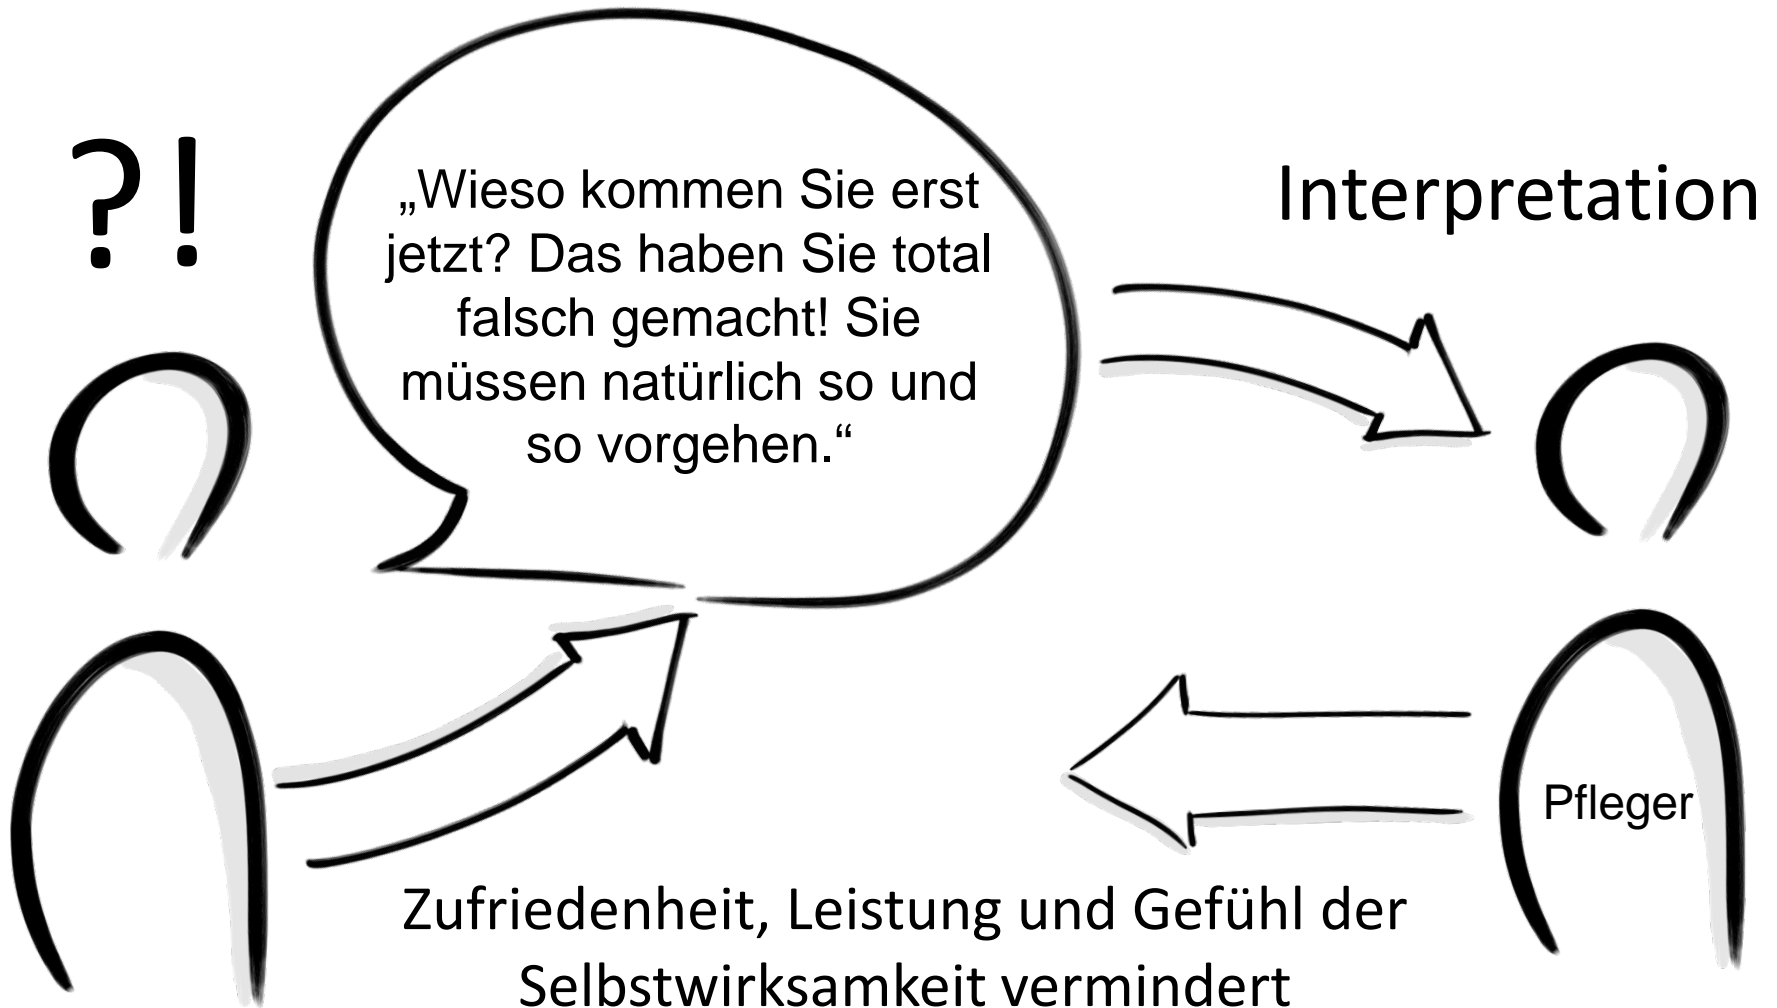 ?!
„Wieso kommen Sie erst
jetzt? Das haben Sie total
falsch gemacht! Sie
müssen natürlich so und
so vorgehen.“
Interpretation
Pfleger
Zufriedenheit, Leistung und Gefühl der
Selbstwirksamkeit vermindert